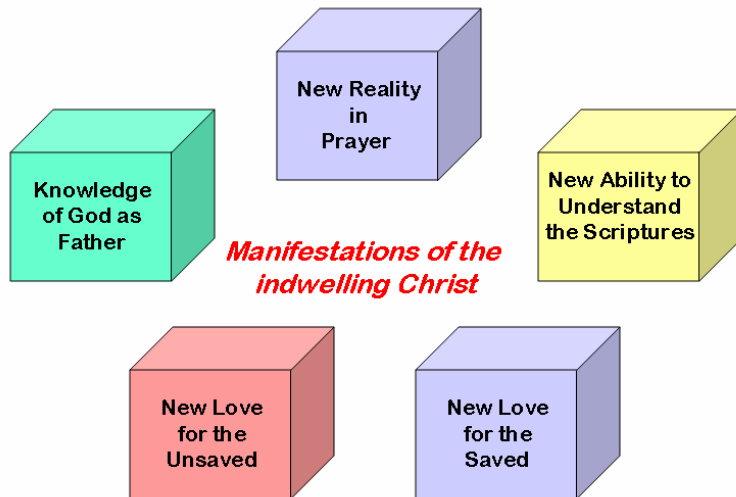 New Reality
in
Prayer
Knowledge
of God as
Father
New Ability to
Understand
the Scriptures
Manifestations of the
indwelling Christ
New Love
for the
Unsaved
New Love
for the
Saved